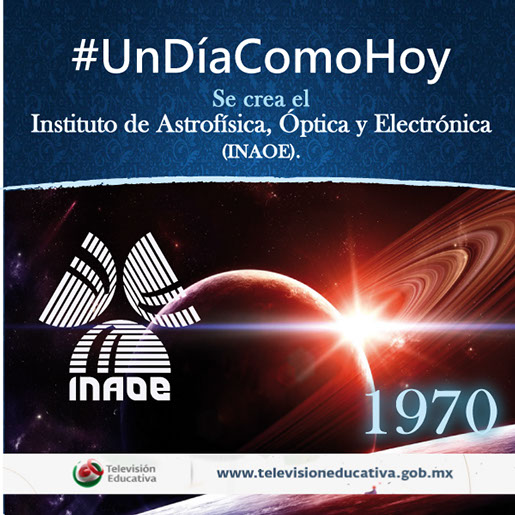 #UnDíaComoHoy
Se crea el
Instituto de Astrofísica, Óptica y Electrónica
(INAOE).
INAOE
1970
Televisión
Educativa
www.televisioneducativa.gob.mx